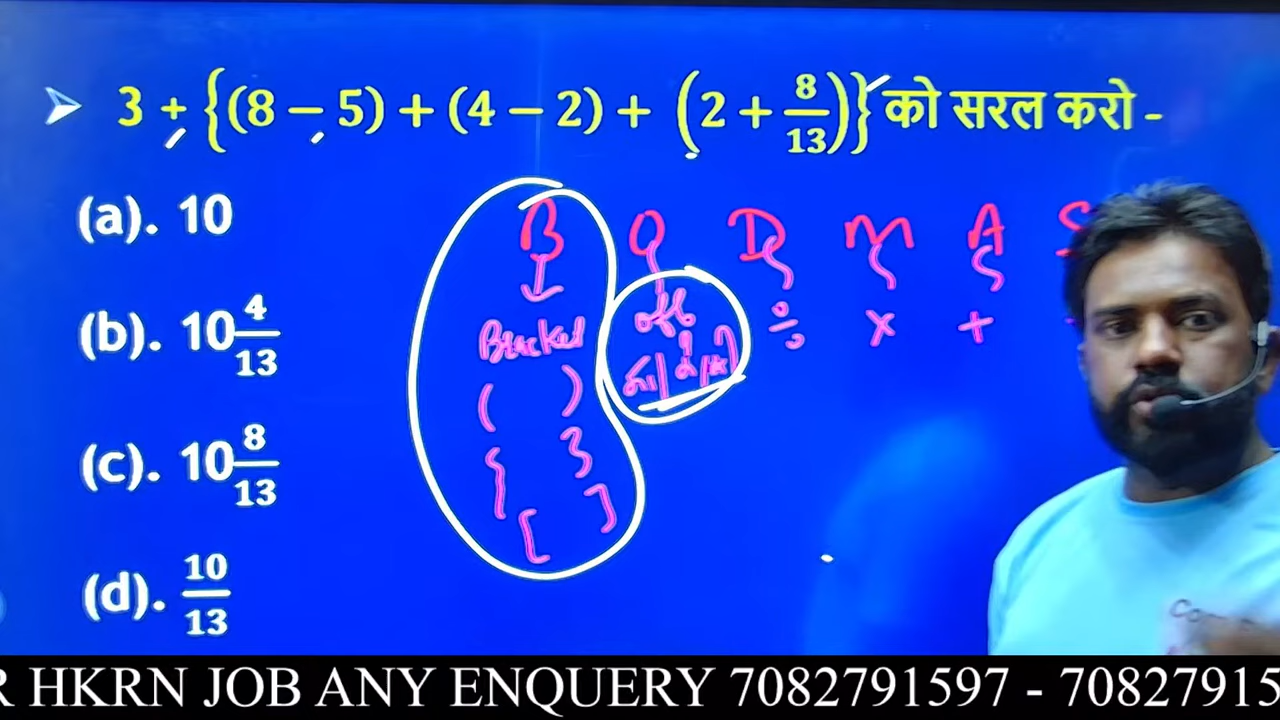 ➤ 3 + {(8 − 5) + (4 − 2) + (2 + 8/13)} को सरल करो -
(a). 10
(b). 10 4/13
(c). 10 8/13
(d). 10/13
B O D M A S
Bracket off ÷ × +
( )
{ }
[ ]
R HKRN JOB ANY ENQUERY 7082791597 - 70827915